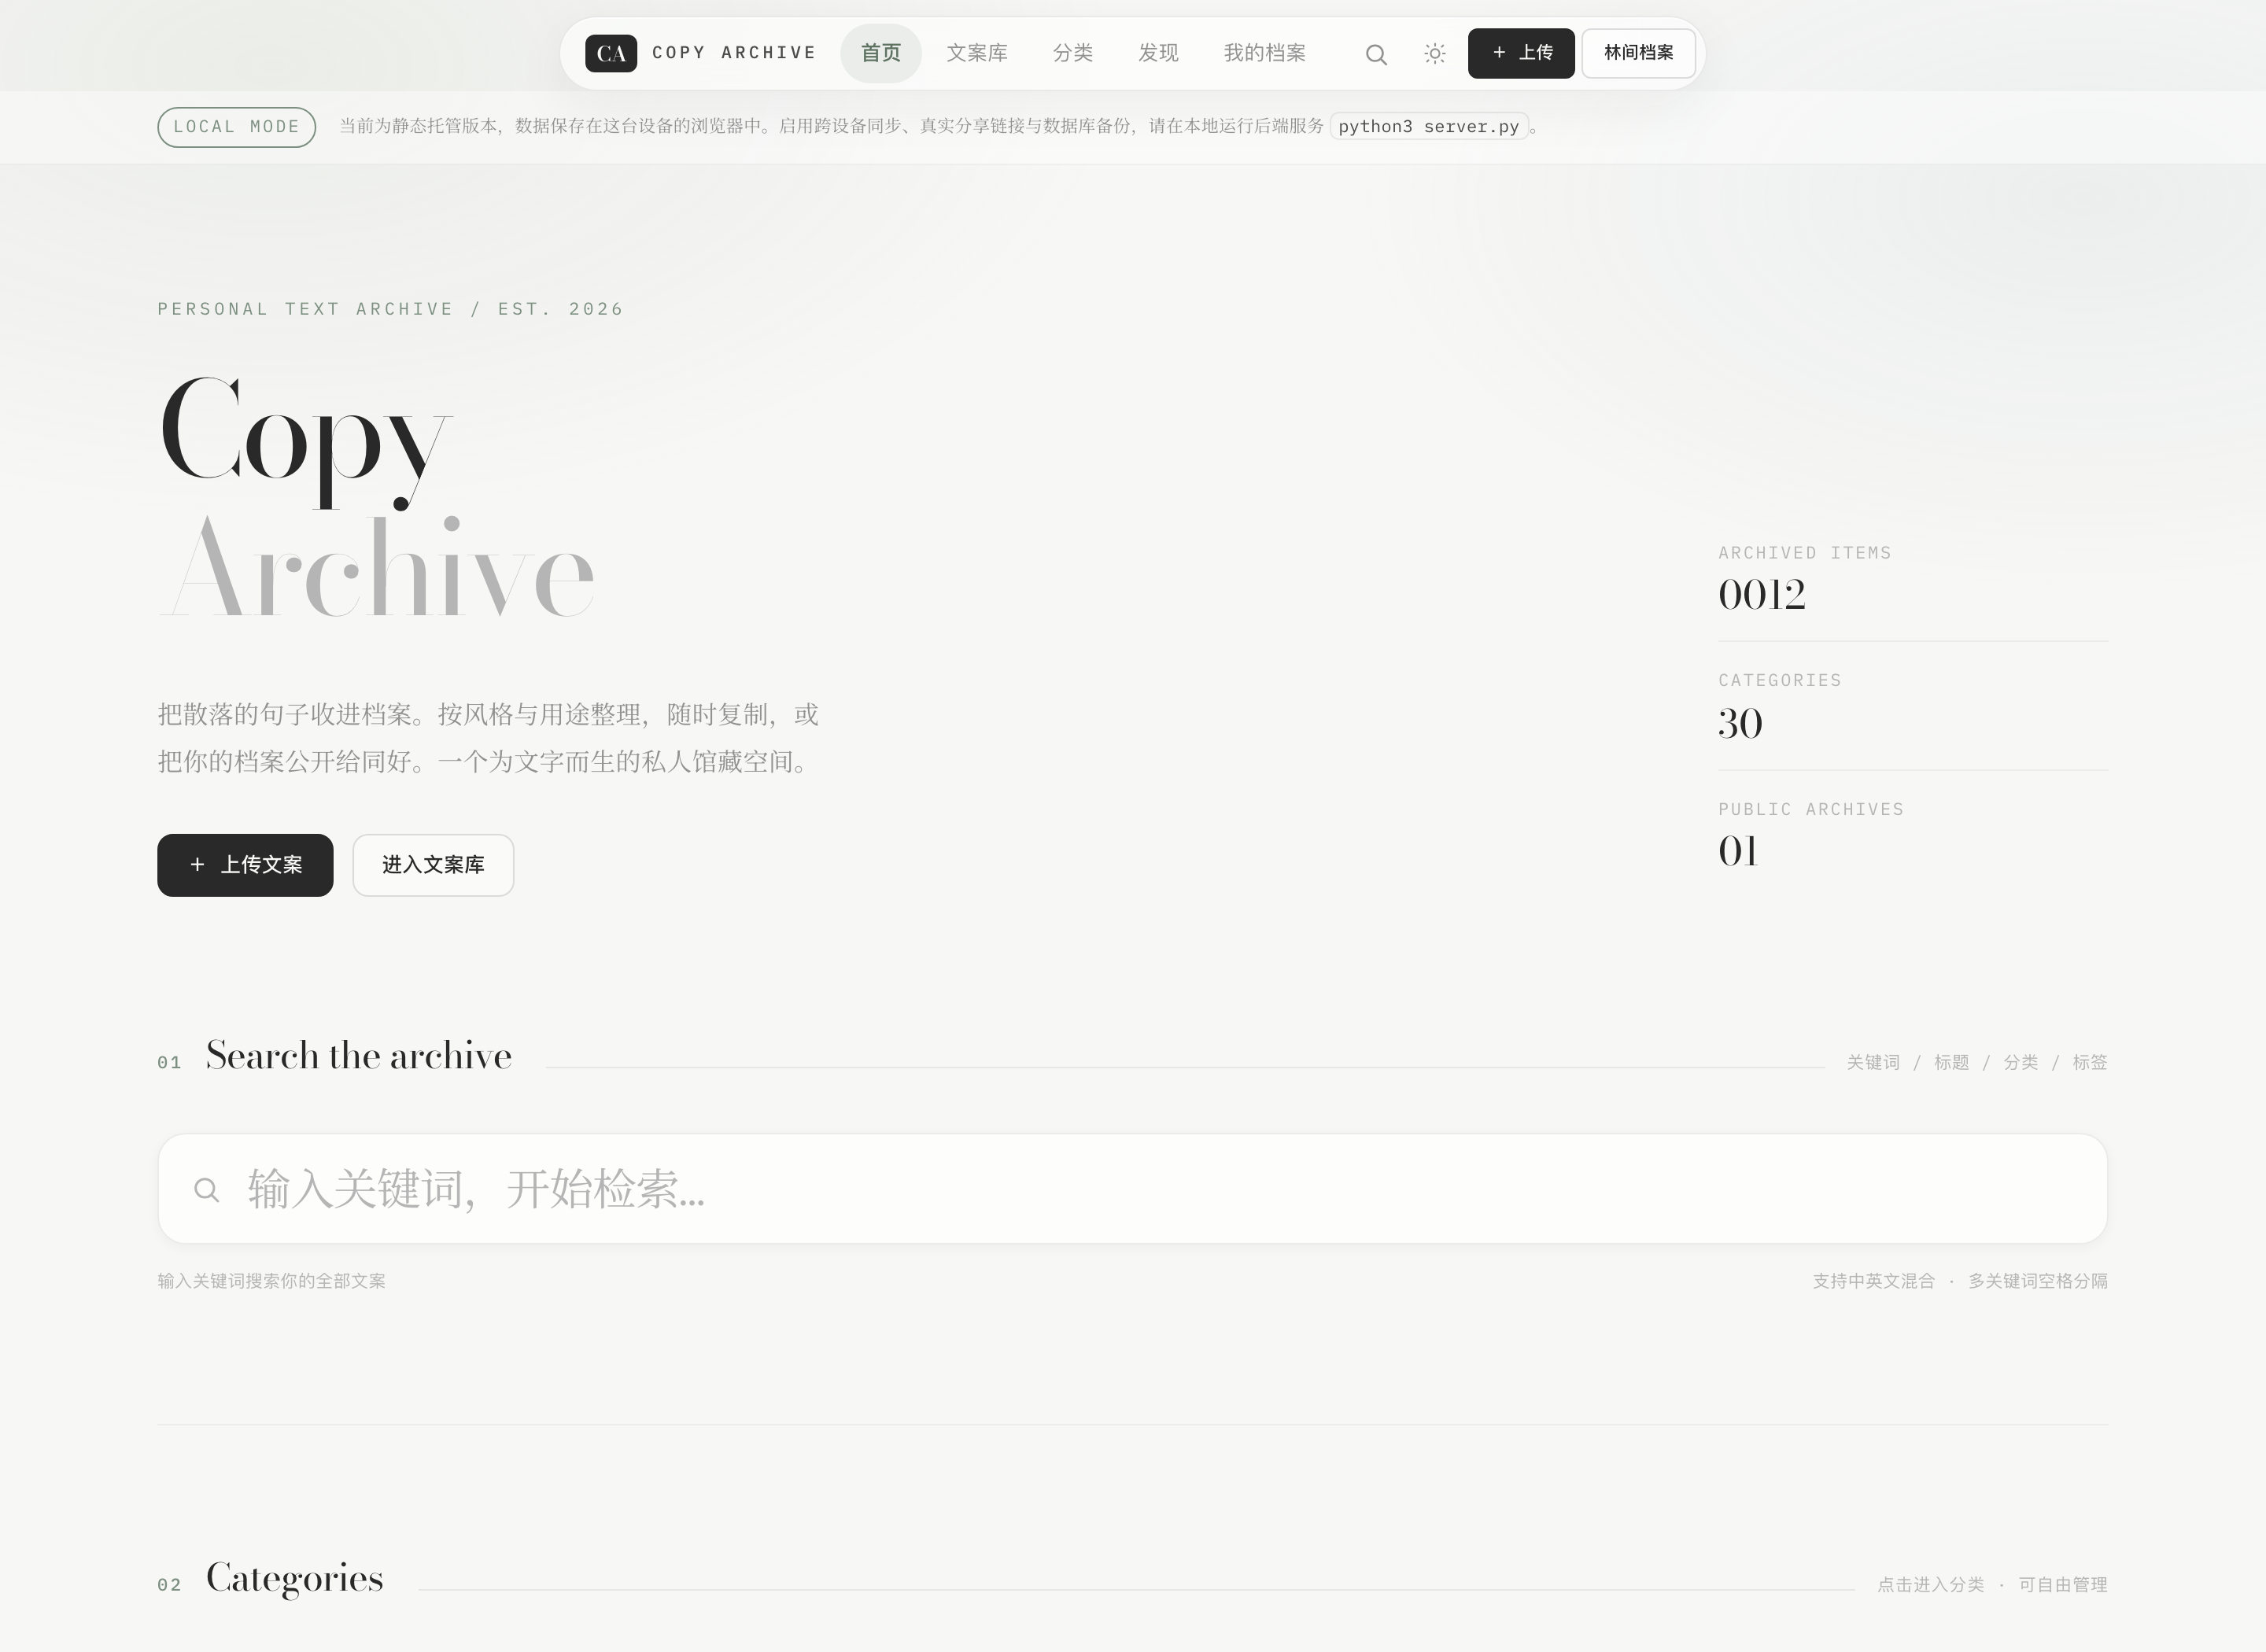 CA COPY ARCHIVE 首页 文案库 分类 发现 我的档案 + 上传 林间档案
LOCAL MODE 当前为静态托管版本，数据保存在这台设备的浏览器中。启用跨设备同步、真实分享链接与数据库备份，请在本地运行后端服务 python3 server.py。
PERSONAL TEXT ARCHIVE / EST. 2026
Copy
Archive
把散落的句子收进档案。按风格与用途整理，随时复制，或
把你的档案公开给同好。一个为文字而生的私人馆藏空间。
+ 上传文案 进入文案库
ARCHIVED ITEMS
0012
CATEGORIES
30
PUBLIC ARCHIVES
01
01 Search the archive 关键词 / 标题 / 分类 / 标签
输入关键词，开始检索…
输入关键词搜索你的全部文案 支持中英文混合 · 多关键词空格分隔
02 Categories 点击进入分类 · 可自由管理